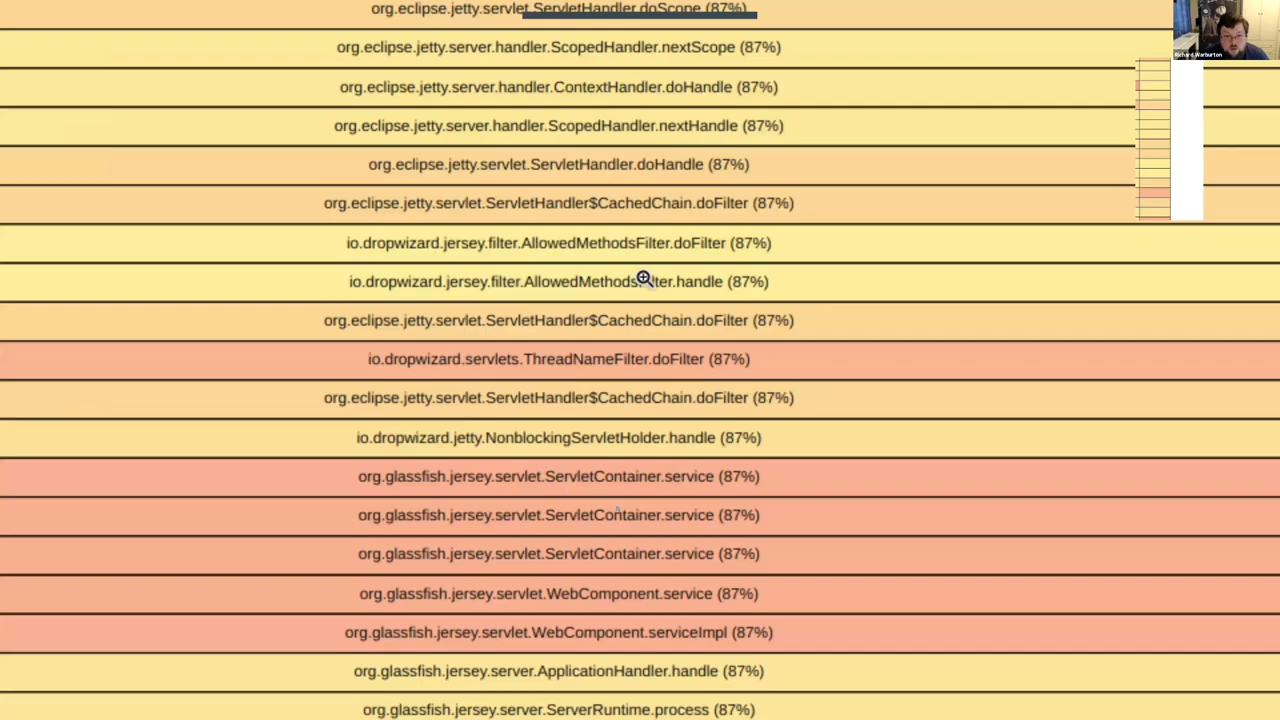 org.eclipse.jetty.servlet.ServletHandler.doScope (87%)
org.eclipse.jetty.server.handler.ScopedHandler.nextScope (87%)
org.eclipse.jetty.server.handler.ContextHandler.doHandle (87%)
org.eclipse.jetty.server.handler.ScopedHandler.nextHandle (87%)
org.eclipse.jetty.servlet.ServletHandler.doHandle (87%)
org.eclipse.jetty.servlet.ServletHandler$CachedChain.doFilter (87%)
io.dropwizard.jersey.filter.AllowedMethodsFilter.doFilter (87%)
io.dropwizard.jersey.filter.AllowedMethodsFilter.handle (87%)
org.eclipse.jetty.servlet.ServletHandler$CachedChain.doFilter (87%)
io.dropwizard.servlets.ThreadNameFilter.doFilter (87%)
org.eclipse.jetty.servlet.ServletHandler$CachedChain.doFilter (87%)
io.dropwizard.jetty.NonblockingServletHolder.handle (87%)
org.glassfish.jersey.servlet.ServletContainer.service (87%)
org.glassfish.jersey.servlet.ServletContainer.service (87%)
org.glassfish.jersey.servlet.ServletContainer.service (87%)
org.glassfish.jersey.servlet.WebComponent.service (87%)
org.glassfish.jersey.servlet.WebComponent.serviceImpl (87%)
org.glassfish.jersey.server.ApplicationHandler.handle (87%)
org.glassfish.jersey.server.ServerRuntime.process (87%)
Richard Warburton